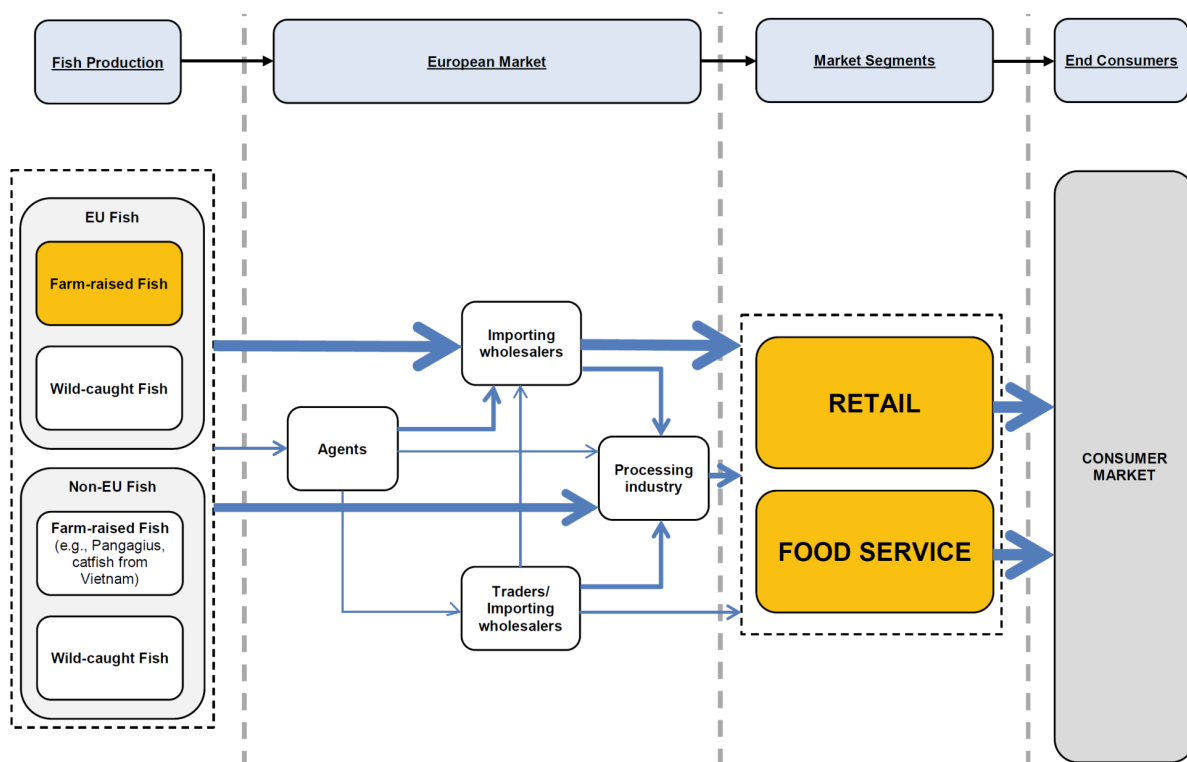 Fish Production
European Market
Market Segments
End Consumers
EU Fish
Farm-raised Fish
Wild-caught Fish
Non-EU Fish
Farm-raised Fish
(e.g., Pangagius,
catfish from
Vietnam)
Wild-caught Fish
Agents
Importing
wholesalers
Processing
industry
Traders/
Importing
wholesalers
RETAIL
FOOD SERVICE
CONSUMER
MARKET